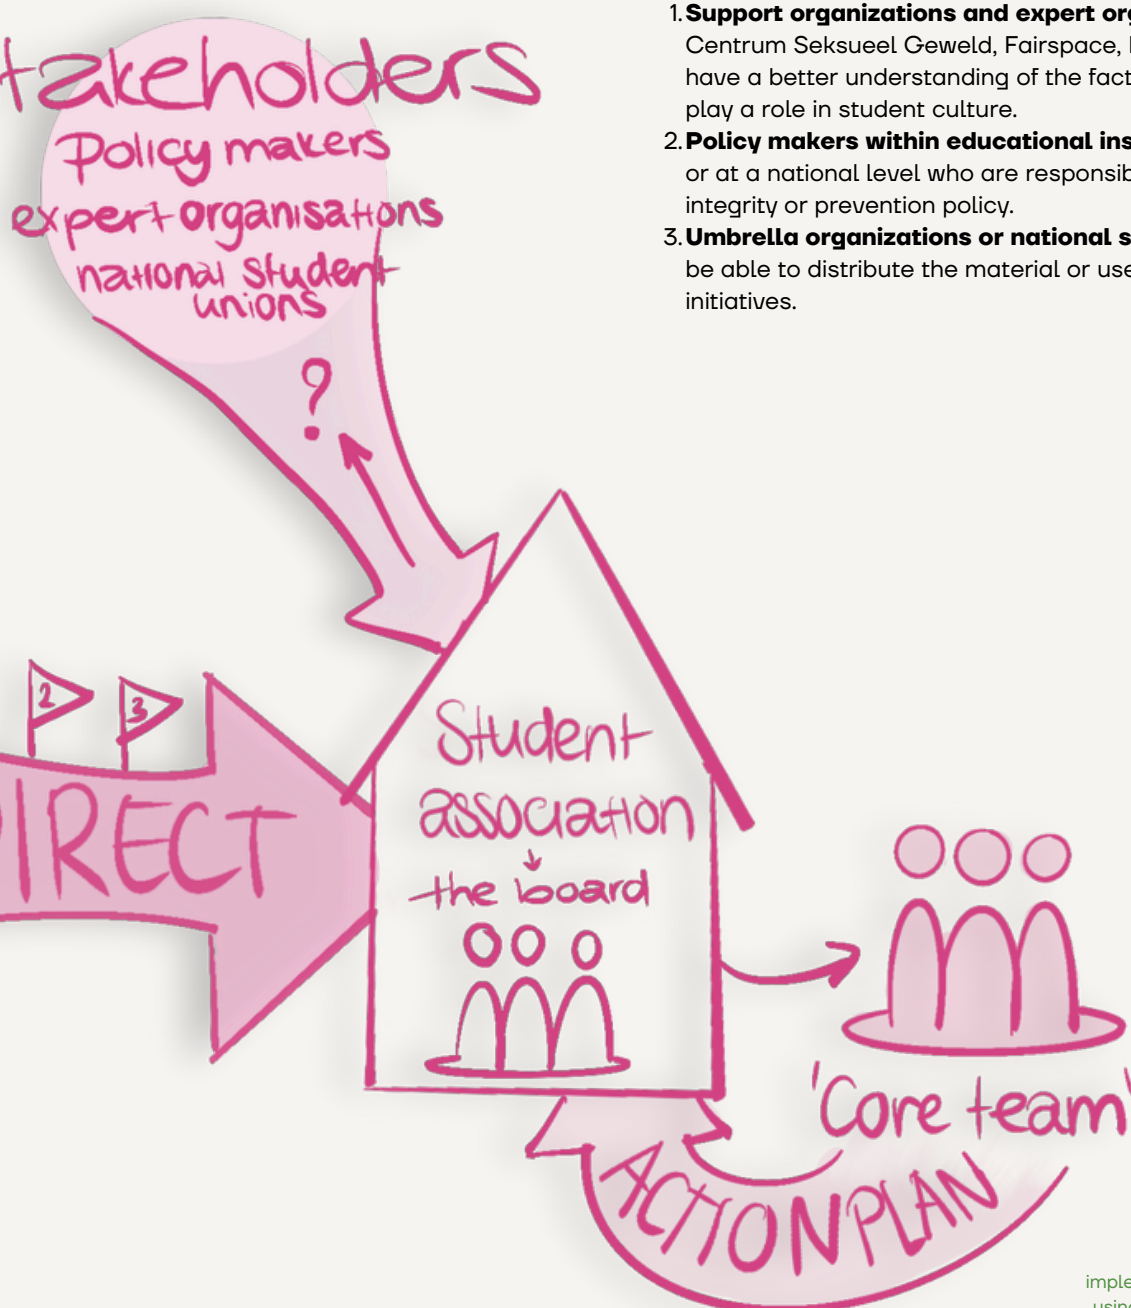 takeholders
Policy makers
expert organisations
national student
unions
?
1. Support organizations and expert org
Centrum Seksueel Geweld, Fairspace,
have a better understanding of the fact
play a role in student culture.
2. Policy makers within educational ins
or at a national level who are responsib
integrity or prevention policy.
3. Umbrella organizations or national s
be able to distribute the material or use
initiatives.
2
3
IRECT
Student
association
the board
'Core team'
ACTIONPLAN
imple
using